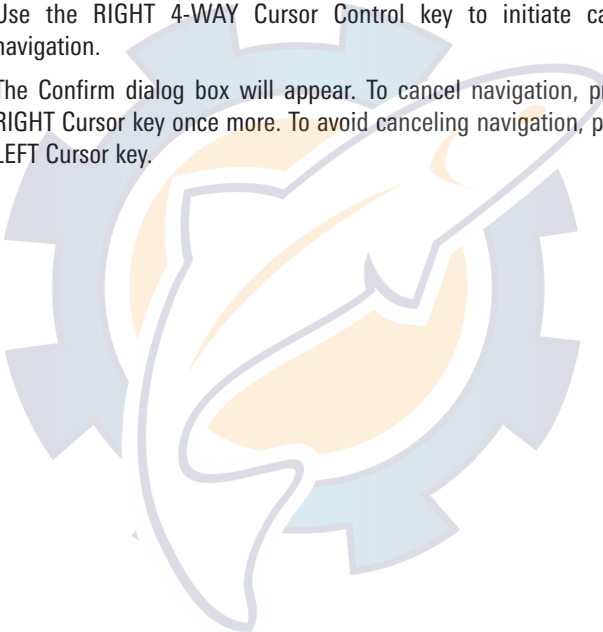 Use the RIGHT 4-WAY Cursor Control key to initiate
navigation.
The Confirm dialog box will appear. To cancel navigation,
RIGHT Cursor key once more. To avoid canceling navigation,
LEFT Cursor key.